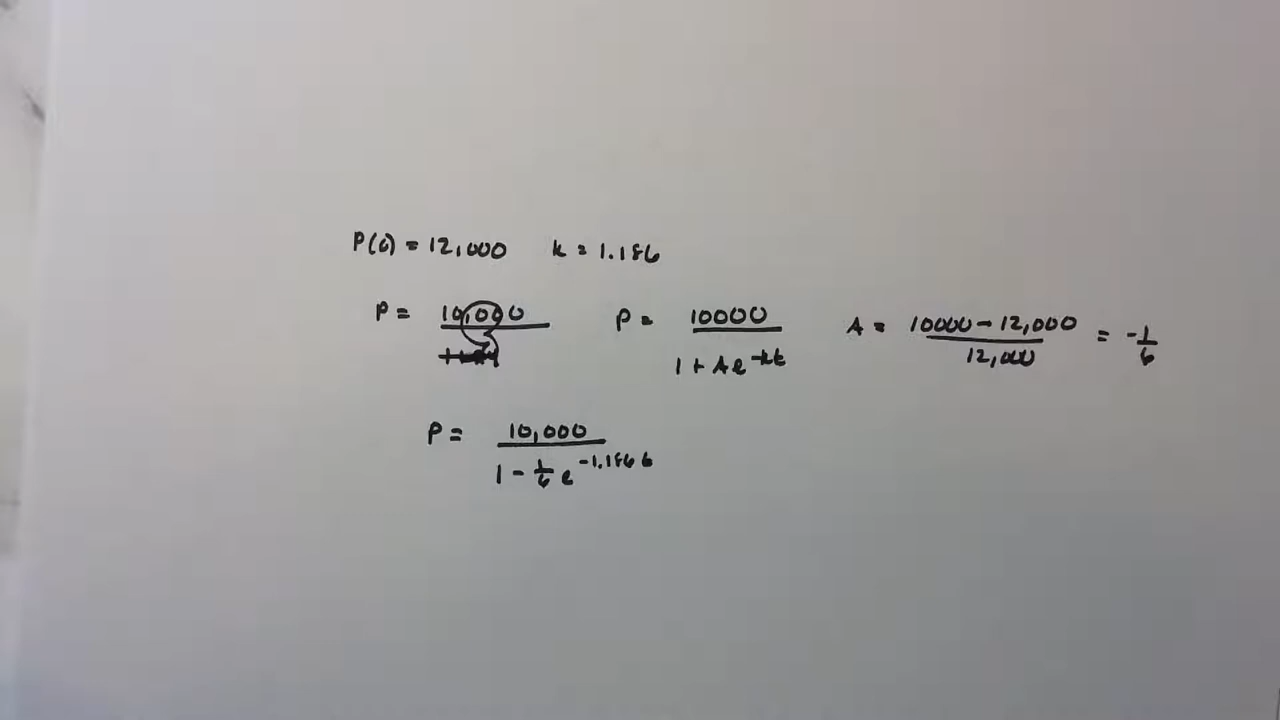 P(0) = 12,000 k = 1.186
P = 10,000 P = 10000 / 1 + Ae^-kt A = 10000 - 12,000 / 12,000 = -1/6
P = 10,000 / 1 - 1/6 e^-1.186t